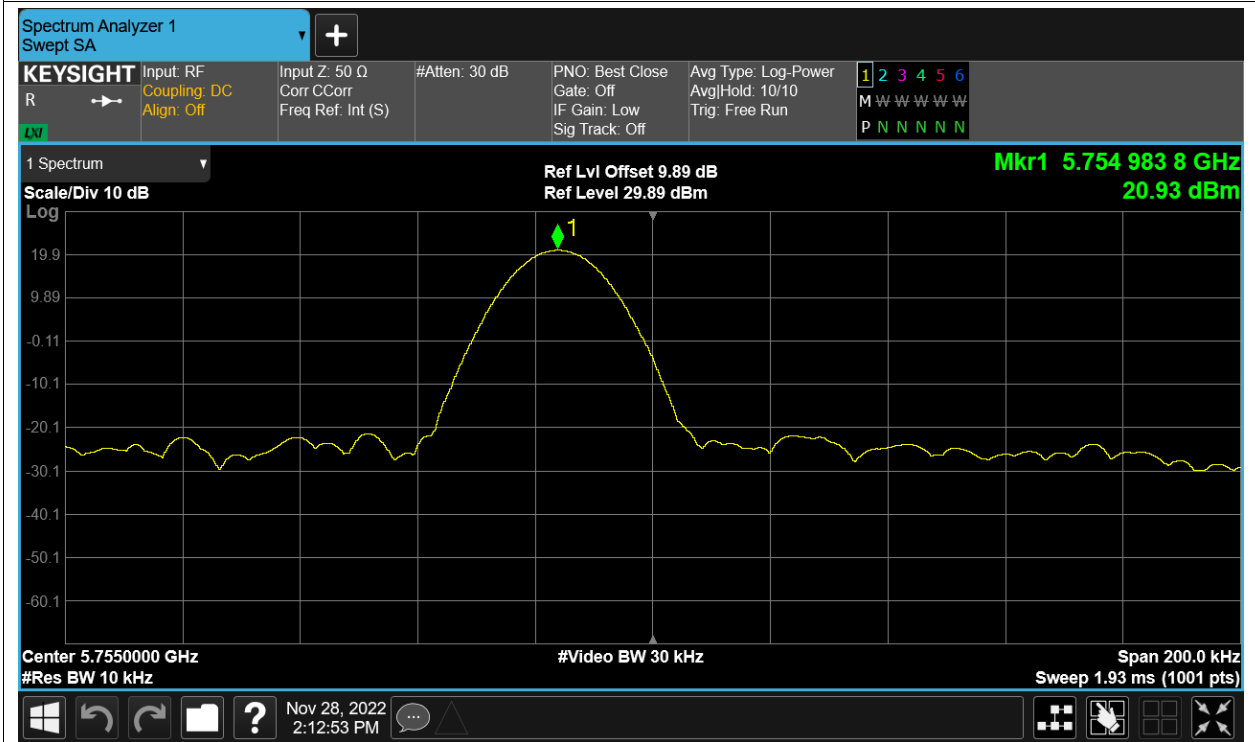 Spectrum Analyzer 1
Swept SA
KEYSIGHT
R
LXI
Input: RF
Coupling: DC
Align: Off
Input Z: 50 Ω
Corr CCorr
Freq Ref: Int (S)
#Atten: 30 dB
PNO: Best Close
Gate: Off
IF Gain: Low
Sig Track: Off
Avg Type: Log-Power
Avg|Hold: 10/10
Trig: Free Run
1 2 3 4 5 6
M W W W W W
P N N N N N
1 Spectrum
Scale/Div 10 dB
Log
Ref Lvl Offset 9.89 dB
Ref Level 29.89 dBm
Mkr1 5.754 983 8 GHz
20.93 dBm
1
19.9
9.89
-0.11
-10.1
-20.1
-30.1
-40.1
-50.1
-60.1
Center 5.7550000 GHz
#Res BW 10 kHz
#Video BW 30 kHz
Span 200.0 kHz
Sweep 1.93 ms (1001 pts)
?
Nov 28, 2022
2:12:53 PM